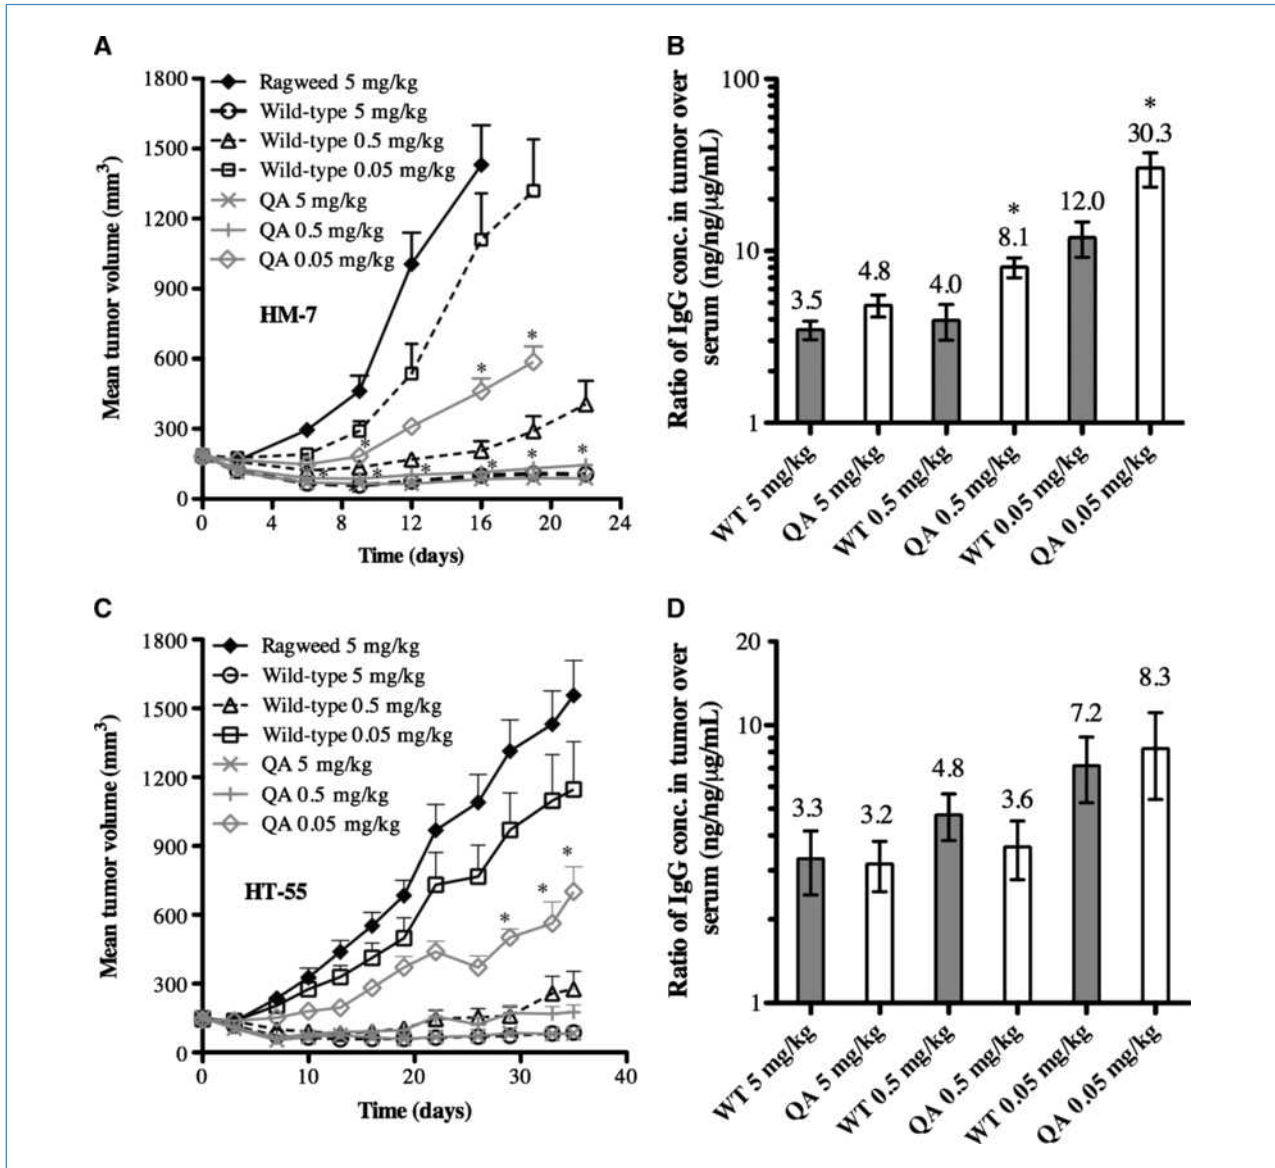 A
1800
1500
1200
900
600
300
0
Mean tumor volume (mm³)
Ragweed 5 mg/kg
Wild-type 5 mg/kg
Wild-type 0.5 mg/kg
Wild-type 0.05 mg/kg
QA 5 mg/kg
QA 0.5 mg/kg
QA 0.05 mg/kg
HM-7
* * * * * * * * * *
0 4 8 12 16 20 24
Time (days)
B
100
10
1
Ratio of IgG conc. in tumor over
serum (ng/ng/µg/mL)
3.5
4.8
4.0
*
8.1
12.0
*
30.3
WT 5 mg/kg
QA 5 mg/kg
WT 0.5 mg/kg
QA 0.5 mg/kg
WT 0.05 mg/kg
QA 0.05 mg/kg
C
1800
1500
1200
900
600
300
0
Mean tumor volume (mm³)
Ragweed 5 mg/kg
Wild-type 5 mg/kg
Wild-type 0.5 mg/kg
Wild-type 0.05 mg/kg
QA 5 mg/kg
QA 0.5 mg/kg
QA 0.05 mg/kg
HT-55
* * *
0 10 20 30 40
Time (days)
D
20
10
1
Ratio of IgG conc. in tumor over
serum (ng/ng/µg/mL)
3.3
3.2
4.8
3.6
7.2
8.3
WT 5 mg/kg
QA 5 mg/kg
WT 0.5 mg/kg
QA 0.5 mg/kg
WT 0.05 mg/kg
QA 0.05 mg/kg